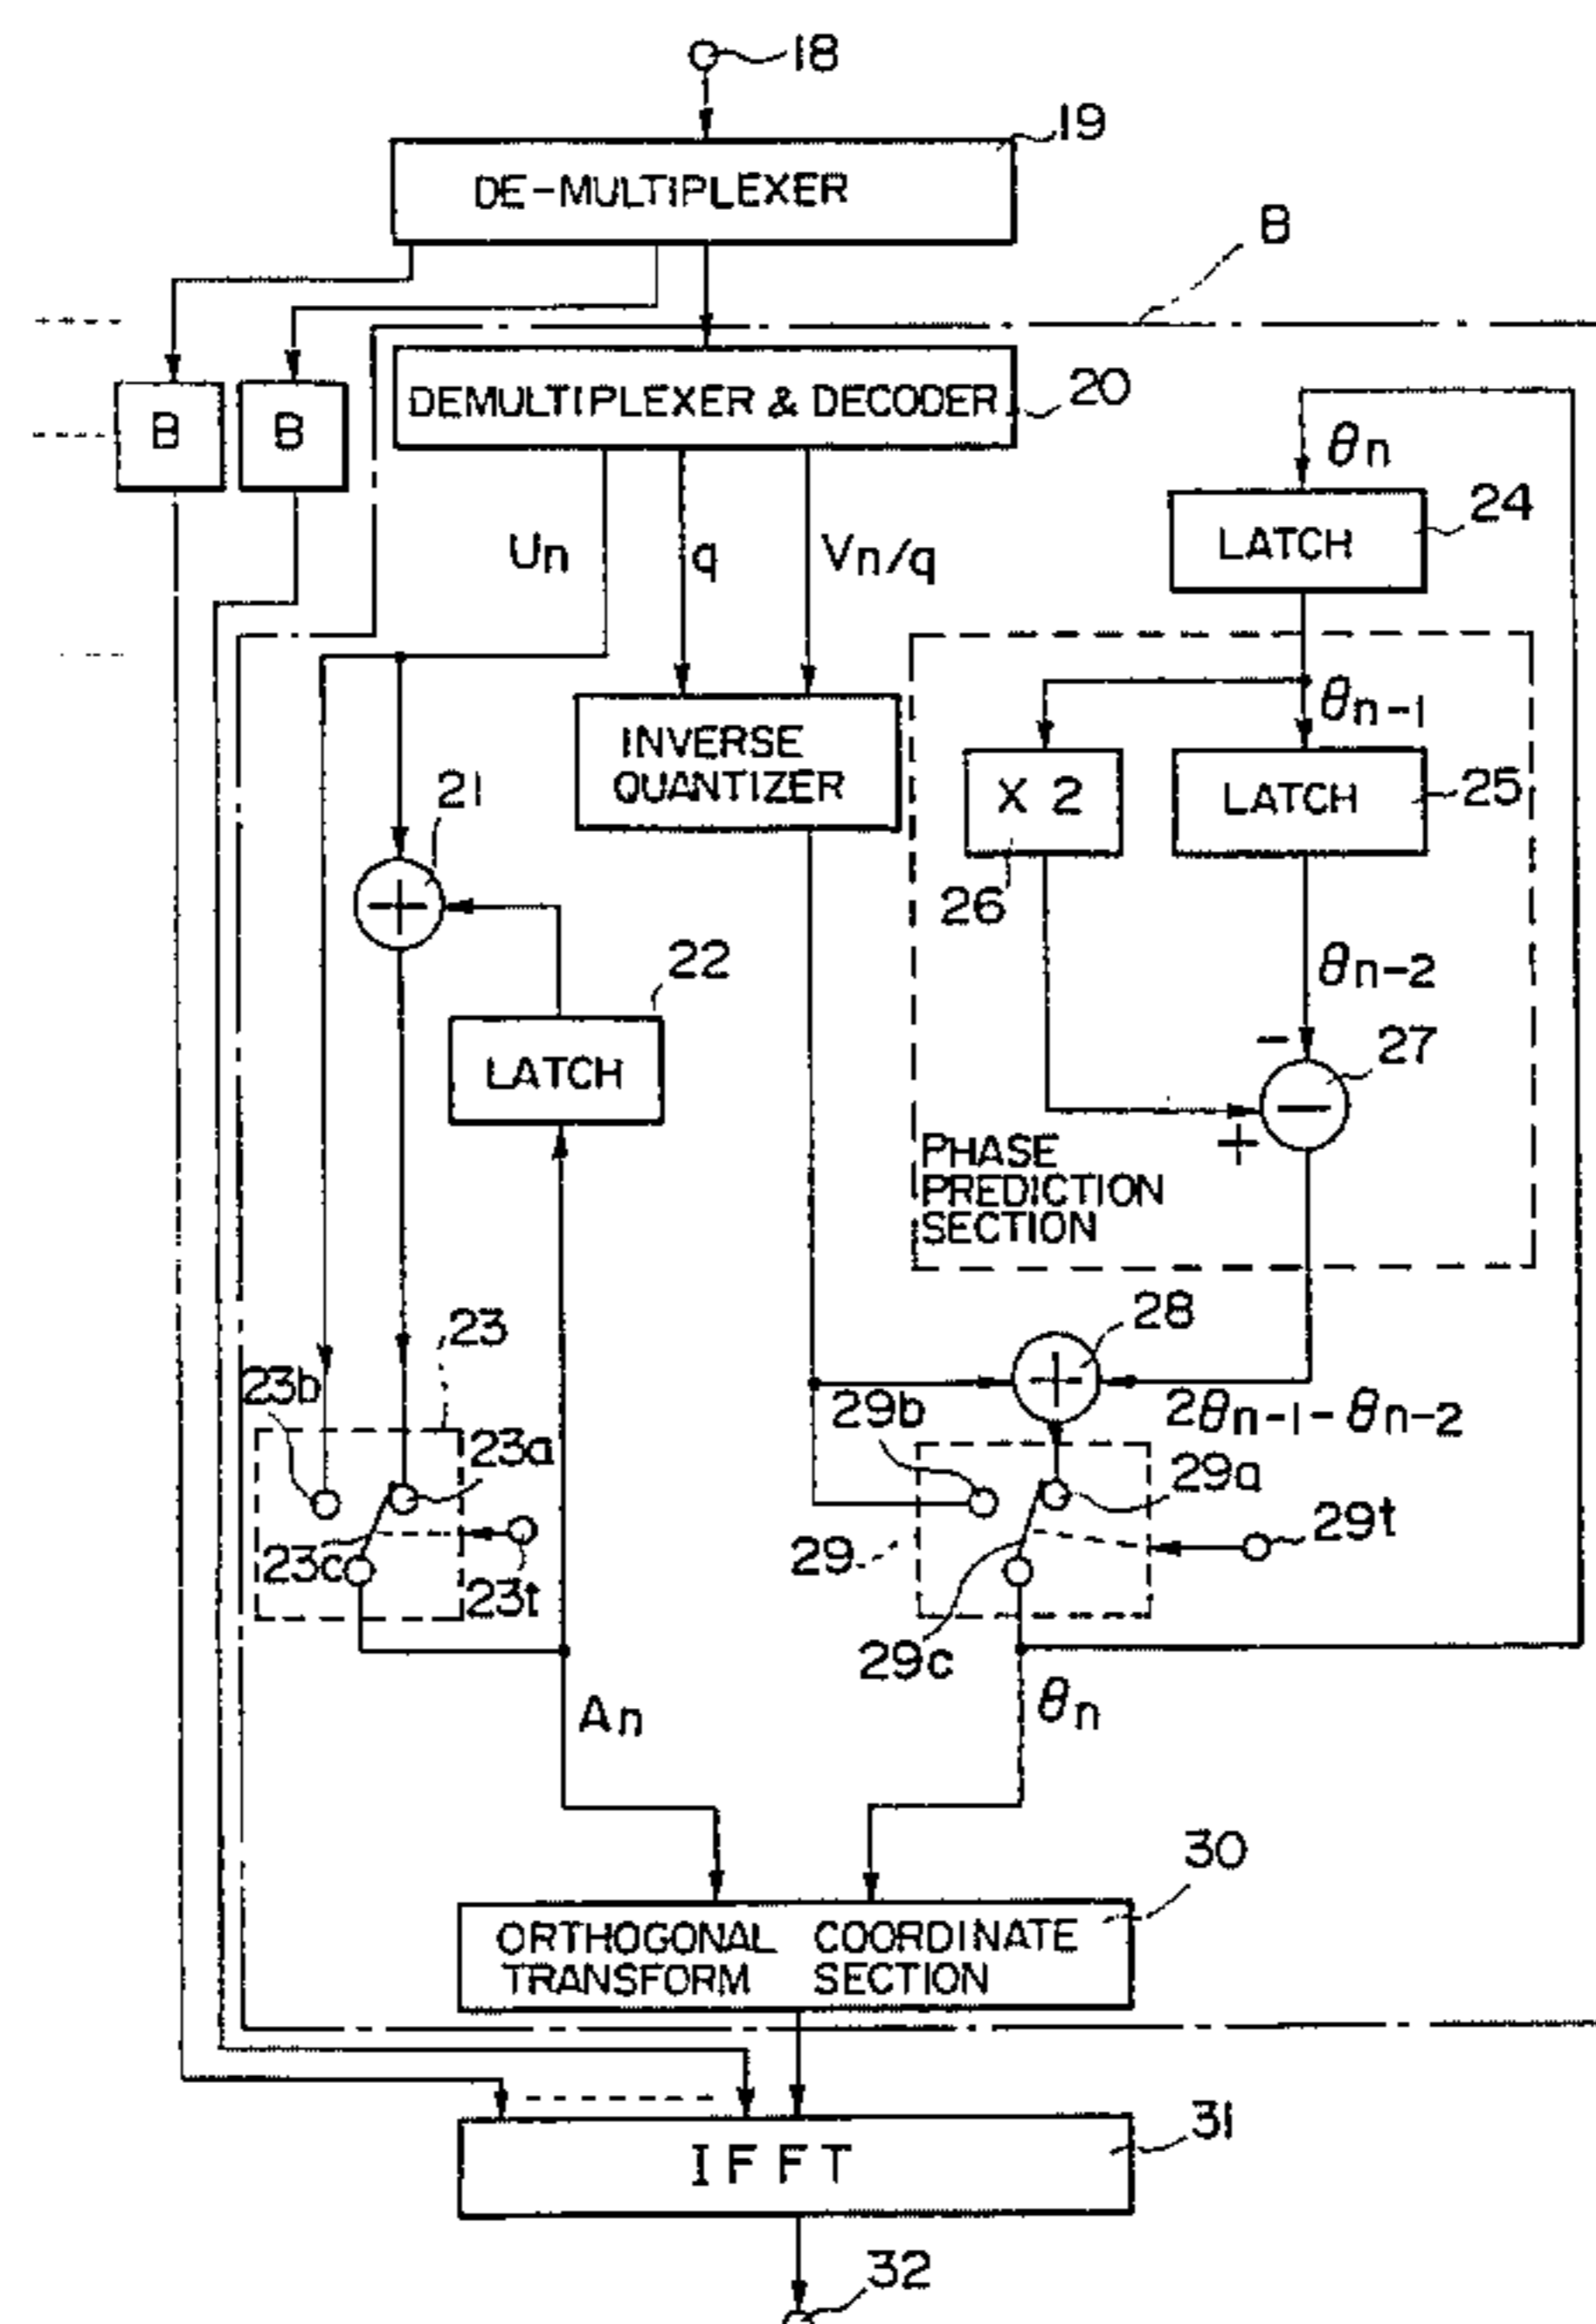 18
19
DE-MULTIPLEXER
B
20
DEMULTIPLEXER & DECODER
B
B
θn
24
LATCH
Un
q
Vn/q
θn-1
INVERSE
QUANTIZER
X 2
LATCH
25
21
26
22
LATCH
θn-2
-
27
−
+
+
PHASE
PREDICTION
SECTION
23
28
+
23b
29b
2θn-1-θn-2
23a
29a
29t
23c
29
23t
29c
An
θn
30
ORTHOGONAL COORDINATE
TRANSFORM SECTION
31
IFFT
32